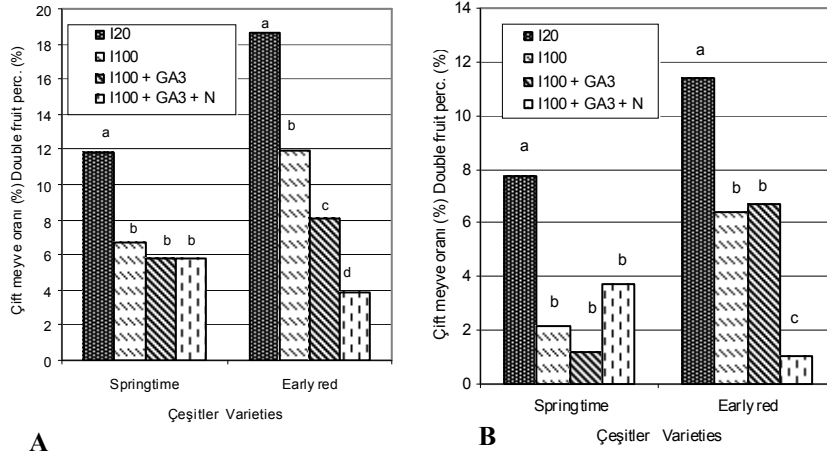 20
18
16
14
12
10
8
6
4
2
0
Çift meyve oranı (%) Double fruit perc. (%)
I20
I100
I100 + GA3
I100 + GA3 + N
a
b
b
b
a
b
c
d
Springtime
Early red
Çeşitler Varieties
A
14
12
10
8
6
4
2
0
Çift meyve oranı (%) Double fruit perc. (%)
I20
I100
I100 + GA3
I100 + GA3 + N
a
b
b
b
a
b
b
c
Springtime
Early red
Çeşitler Varieties
B